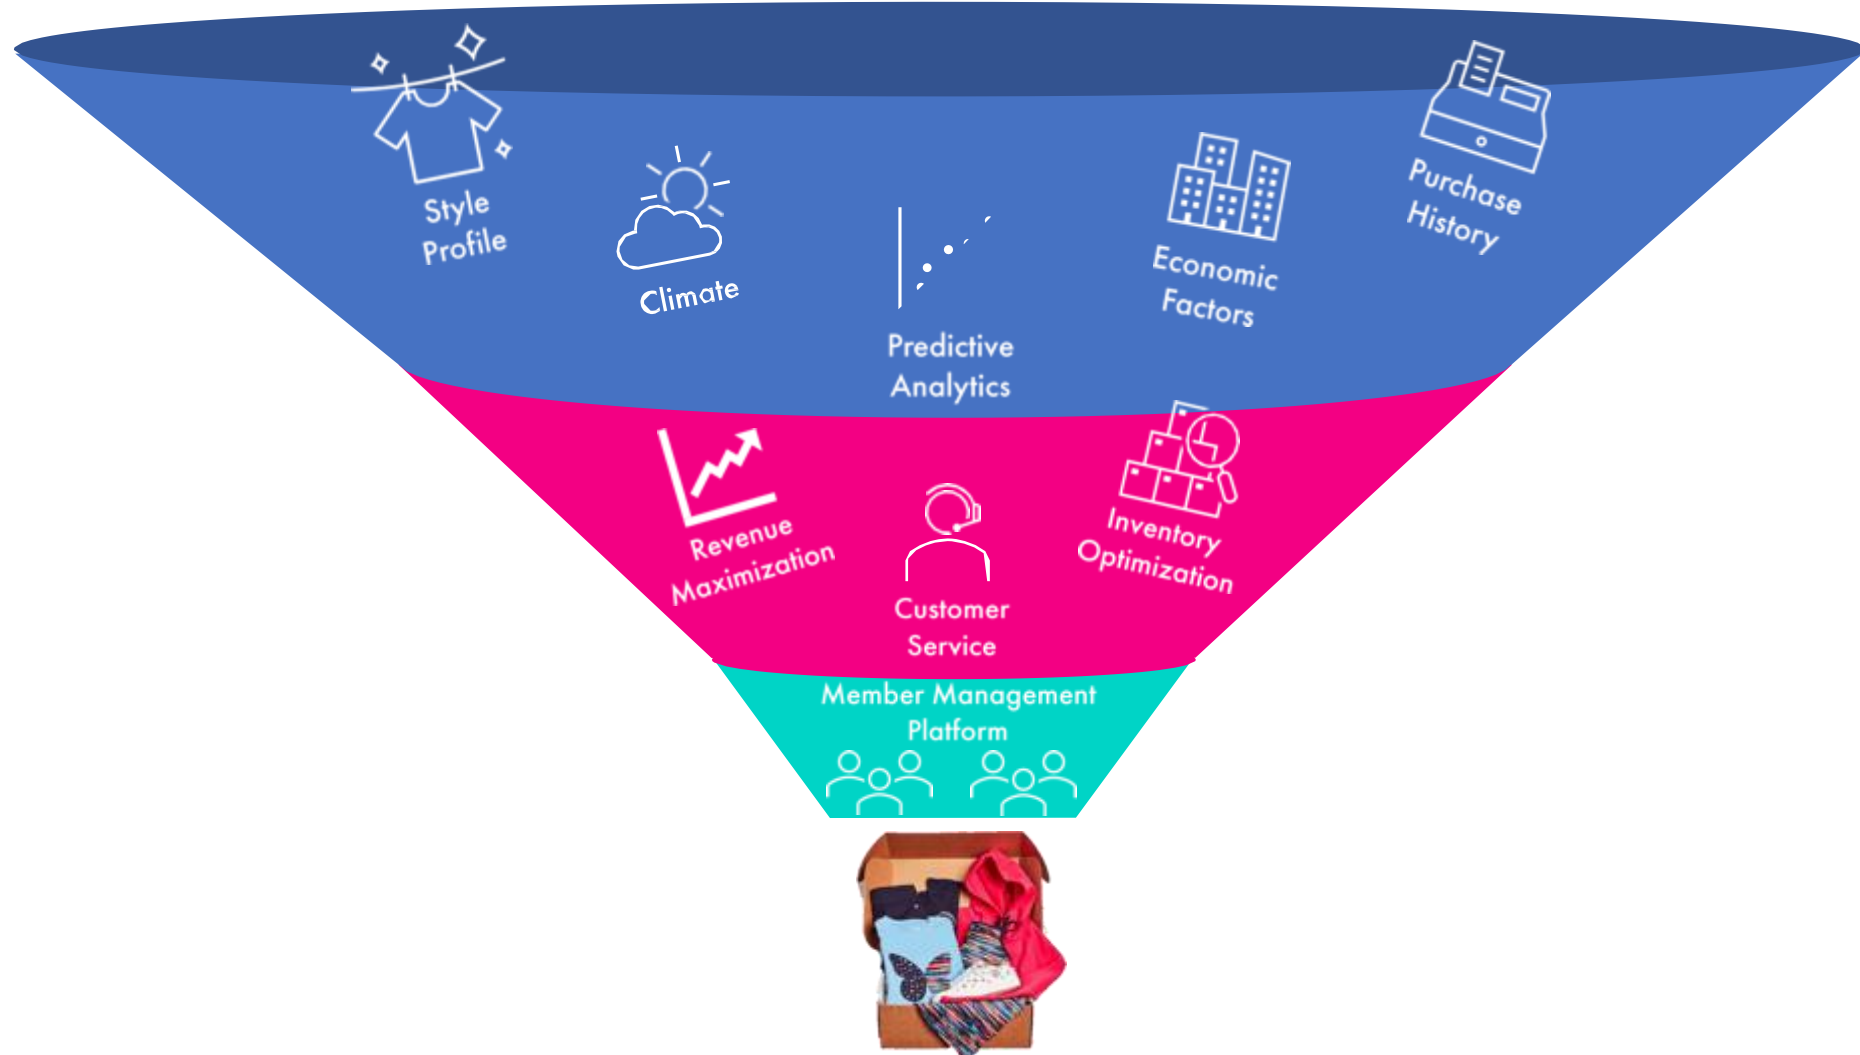 Style
Profile
Climate
Predictive
Analytics
Economic
Factors
Purchase
History
Revenue
Maximization
Customer
Service
Inventory
Optimization
Member Management
Platform